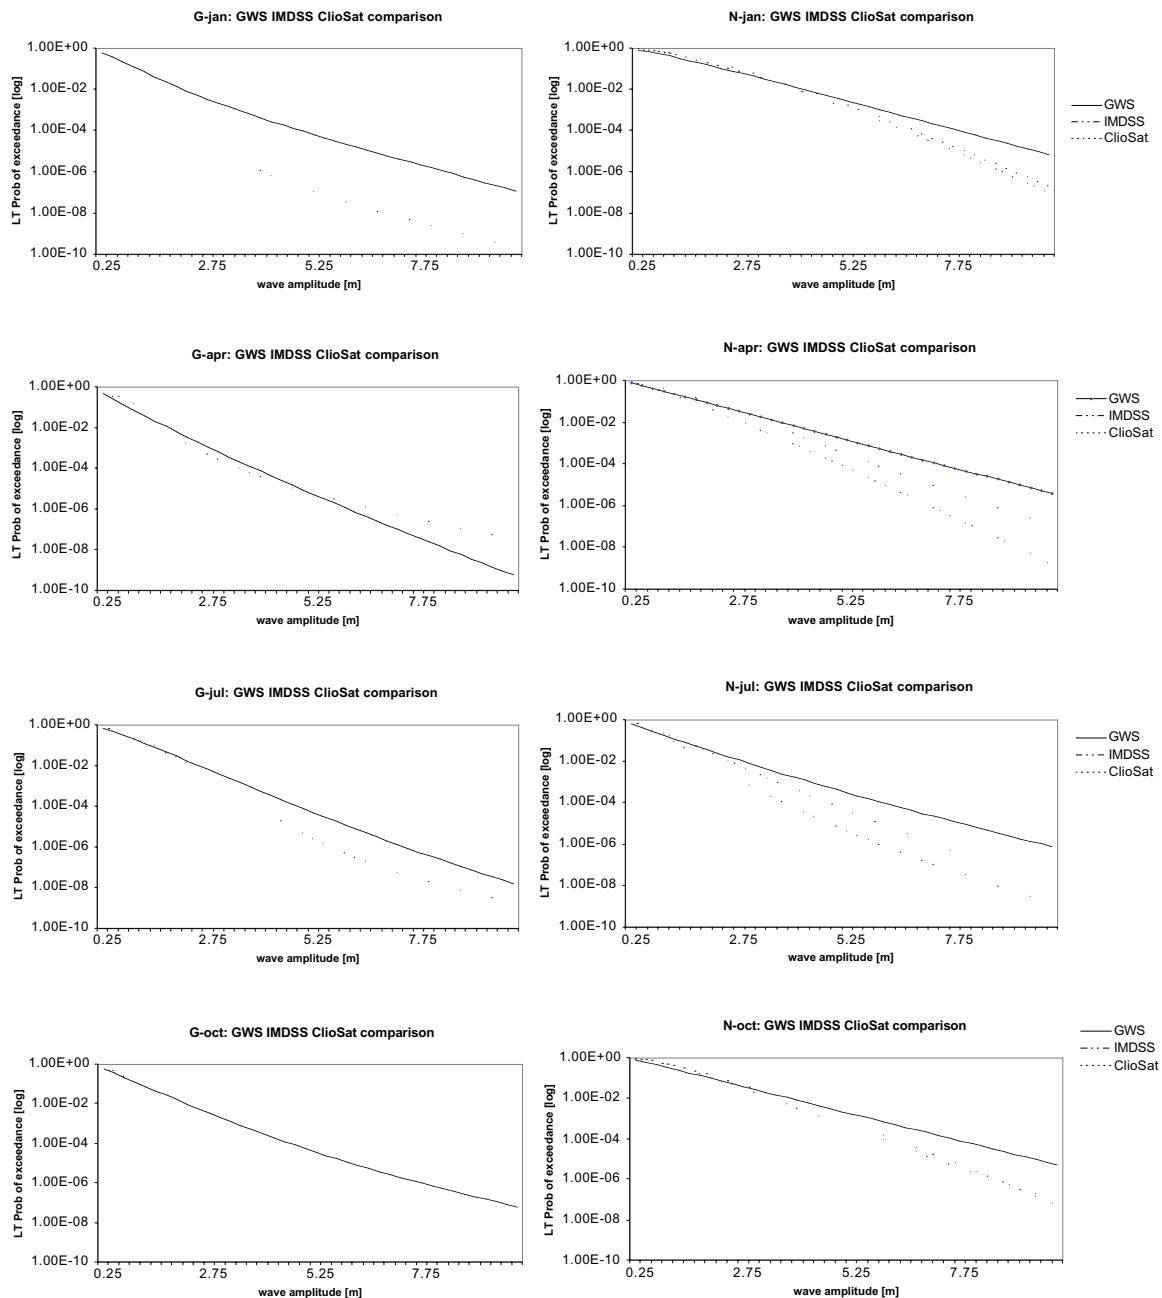 G-jan: GWS IMDSS ClioSat comparison
LT Prob of exceedance [log]
1.00E+00
1.00E-02
1.00E-04
1.00E-06
1.00E-08
1.00E-10
0.25 2.75 5.25 7.75
wave amplitude [m]
N-jan: GWS IMDSS ClioSat comparison
LT Prob of exceedance [log]
1.00E+00
1.00E-02
1.00E-04
1.00E-06
1.00E-08
1.00E-10
0.25 2.75 5.25 7.75
wave amplitude [m]
GWS
IMDSS
ClioSat
G-apr: GWS IMDSS ClioSat comparison
LT Prob of exceedance [log]
1.00E+00
1.00E-02
1.00E-04
1.00E-06
1.00E-08
1.00E-10
0.25 2.75 5.25 7.75
wave amplitude [m]
N-apr: GWS IMDSS ClioSat comparison
LT Prob of exceedance [log]
1.00E+00
1.00E-02
1.00E-04
1.00E-06
1.00E-08
1.00E-10
0.25 2.75 5.25 7.75
wave amplitude [m]
GWS
IMDSS
ClioSat
G-jul: GWS IMDSS ClioSat comparison
LT Prob of exceedance [log]
1.00E+00
1.00E-02
1.00E-04
1.00E-06
1.00E-08
1.00E-10
0.25 2.75 5.25 7.75
wave amplitude [m]
N-jul: GWS IMDSS ClioSat comparison
LT Prob of exceedance [log]
1.00E+00
1.00E-02
1.00E-04
1.00E-06
1.00E-08
1.00E-10
0.25 2.75 5.25 7.75
wave amplitude [m]
GWS
IMDSS
ClioSat
G-oct: GWS IMDSS ClioSat comparison
LT Prob of exceedance [log]
1.00E+00
1.00E-02
1.00E-04
1.00E-06
1.00E-08
1.00E-10
0.25 2.75 5.25 7.75
wave amplitude [m]
N-oct: GWS IMDSS ClioSat comparison
LT Prob of exceedance [log]
1.00E+00
1.00E-02
1.00E-04
1.00E-06
1.00E-08
1.00E-10
0.25 2.75 5.25 7.75
wave amplitude [m]
GWS
IMDSS
ClioSat